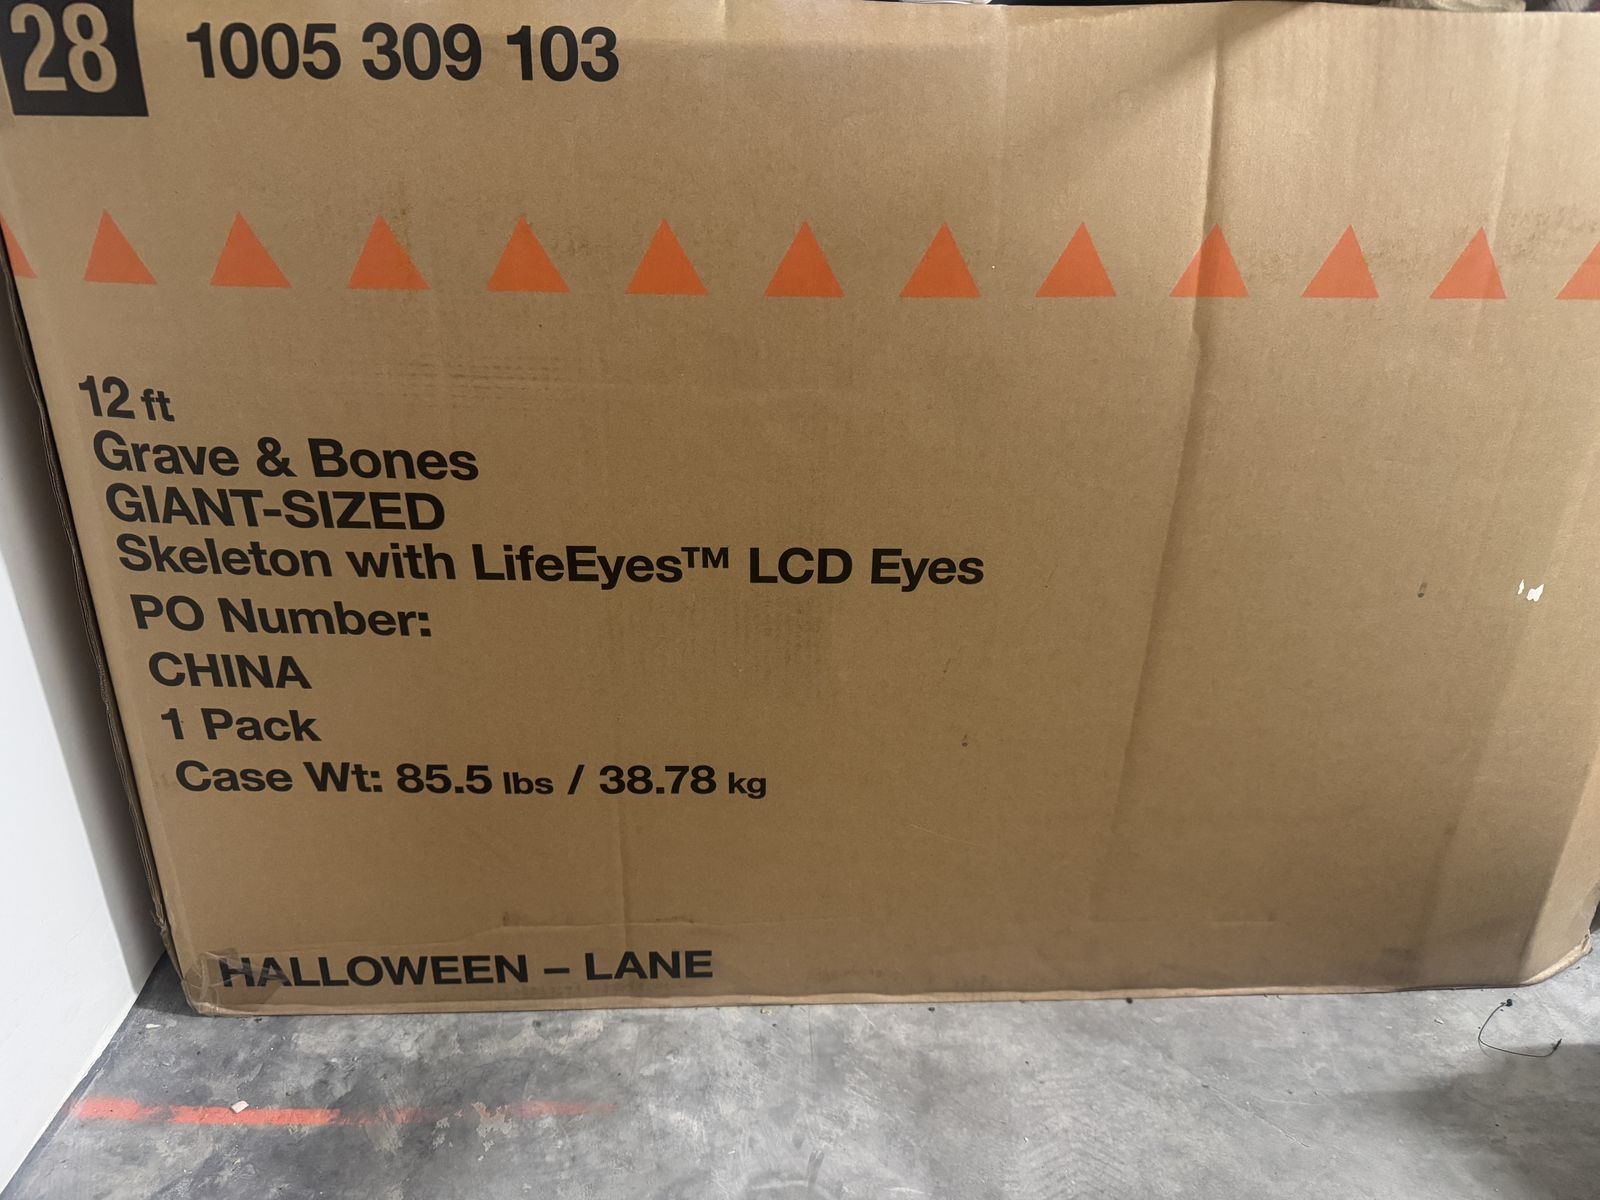 28 1005 309 103
12 ft
Grave & Bones
GIANT-SIZED
Skeleton with LifeEyes™ LCD Eyes
PO Number:
CHINA
1 Pack
Case Wt: 85.5 lbs / 38.78 kg
HALLOWEEN – LANE